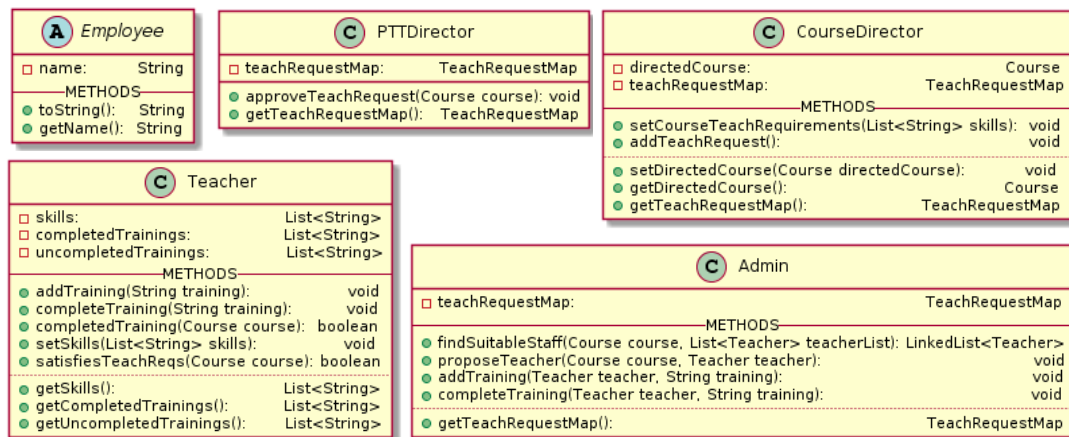 A Employee
name: String
METHODS
toString(): String
getName(): String
C PTTDirector
teachRequestMap: TeachRequestMap
approveTeachRequest(Course course): void
getTeachRequestMap(): TeachRequestMap
C CourseDirector
directedCourse: Course
teachRequestMap: TeachRequestMap
METHODS
setCourseTeachRequirements(List<String> skills): void
addTeachRequest(): void
setDirectedCourse(Course directedCourse): void
getDirectedCourse(): Course
getTeachRequestMap(): TeachRequestMap
C Teacher
skills: List<String>
completedTrainings: List<String>
uncompletedTrainings: List<String>
METHODS
addTraining(String training): void
completeTraining(String training): void
completedTraining(Course course): boolean
setSkills(List<String> skills): void
satisfiesTeachReqs(Course course): boolean
getSkills(): List<String>
getCompletedTrainings(): List<String>
getUncompletedTrainings(): List<String>
C Admin
teachRequestMap: TeachRequestMap
METHODS
findSuitableStaff(Course course, List<Teacher> teacherList): LinkedList<Teacher>
proposeTeacher(Course course, Teacher teacher): void
addTraining(Teacher teacher, String training): void
completeTraining(Teacher teacher, String training): void
getTeachRequestMap(): TeachRequestMap